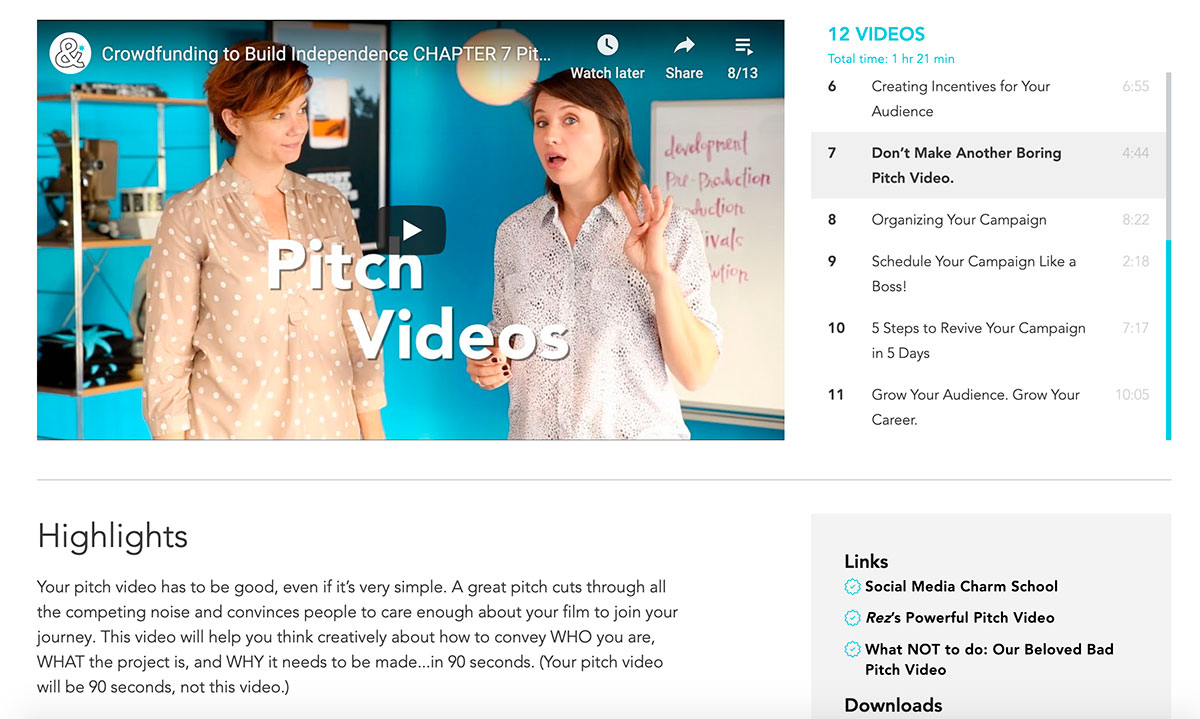 &
Crowdfunding to Build Independence CHAPTER 7 Pit...
Watch later
Share
8/13
development
Pre-Production
duction
ivals
ution
Pitch
Videos
12 VIDEOS
Total time: 1 hr 21 min
6 Creating Incentives for Your 6:55
Audience
7 Don’t Make Another Boring 4:44
Pitch Video.
8 Organizing Your Campaign 8:22
9 Schedule Your Campaign Like a 2:18
Boss!
10 5 Steps to Revive Your Campaign 7:17
in 5 Days
11 Grow Your Audience. Grow Your 10:05
Career.
Highlights
Your pitch video has to be good, even if it’s very simple. A great pitch cuts through all
the competing noise and convinces people to care enough about your film to join your
journey. This video will help you think creatively about how to convey WHO you are,
WHAT the project is, and WHY it needs to be made...in 90 seconds. (Your pitch video
will be 90 seconds, not this video.)
Links
Social Media Charm School
Rez’s Powerful Pitch Video
What NOT to do: Our Beloved Bad
Pitch Video
Downloads